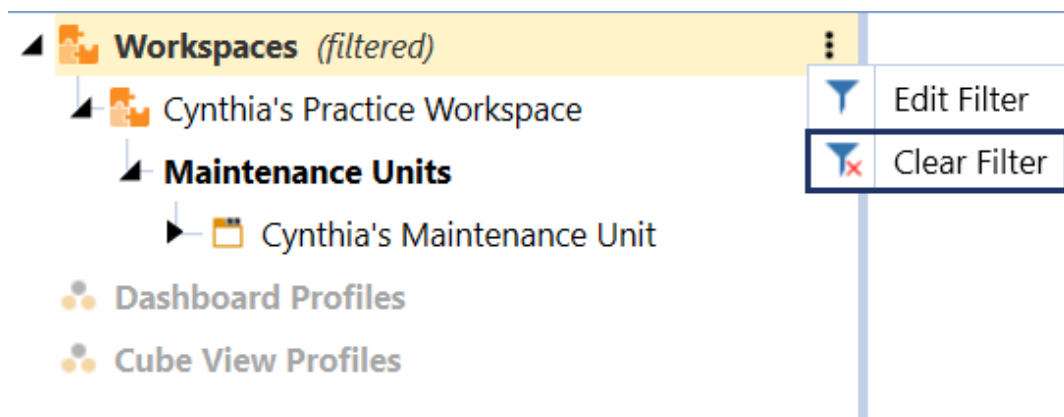 Workspaces (filtered)
Edit Filter
Cynthia's Practice Workspace
Clear Filter
Maintenance Units
Cynthia's Maintenance Unit
Dashboard Profiles
Cube View Profiles